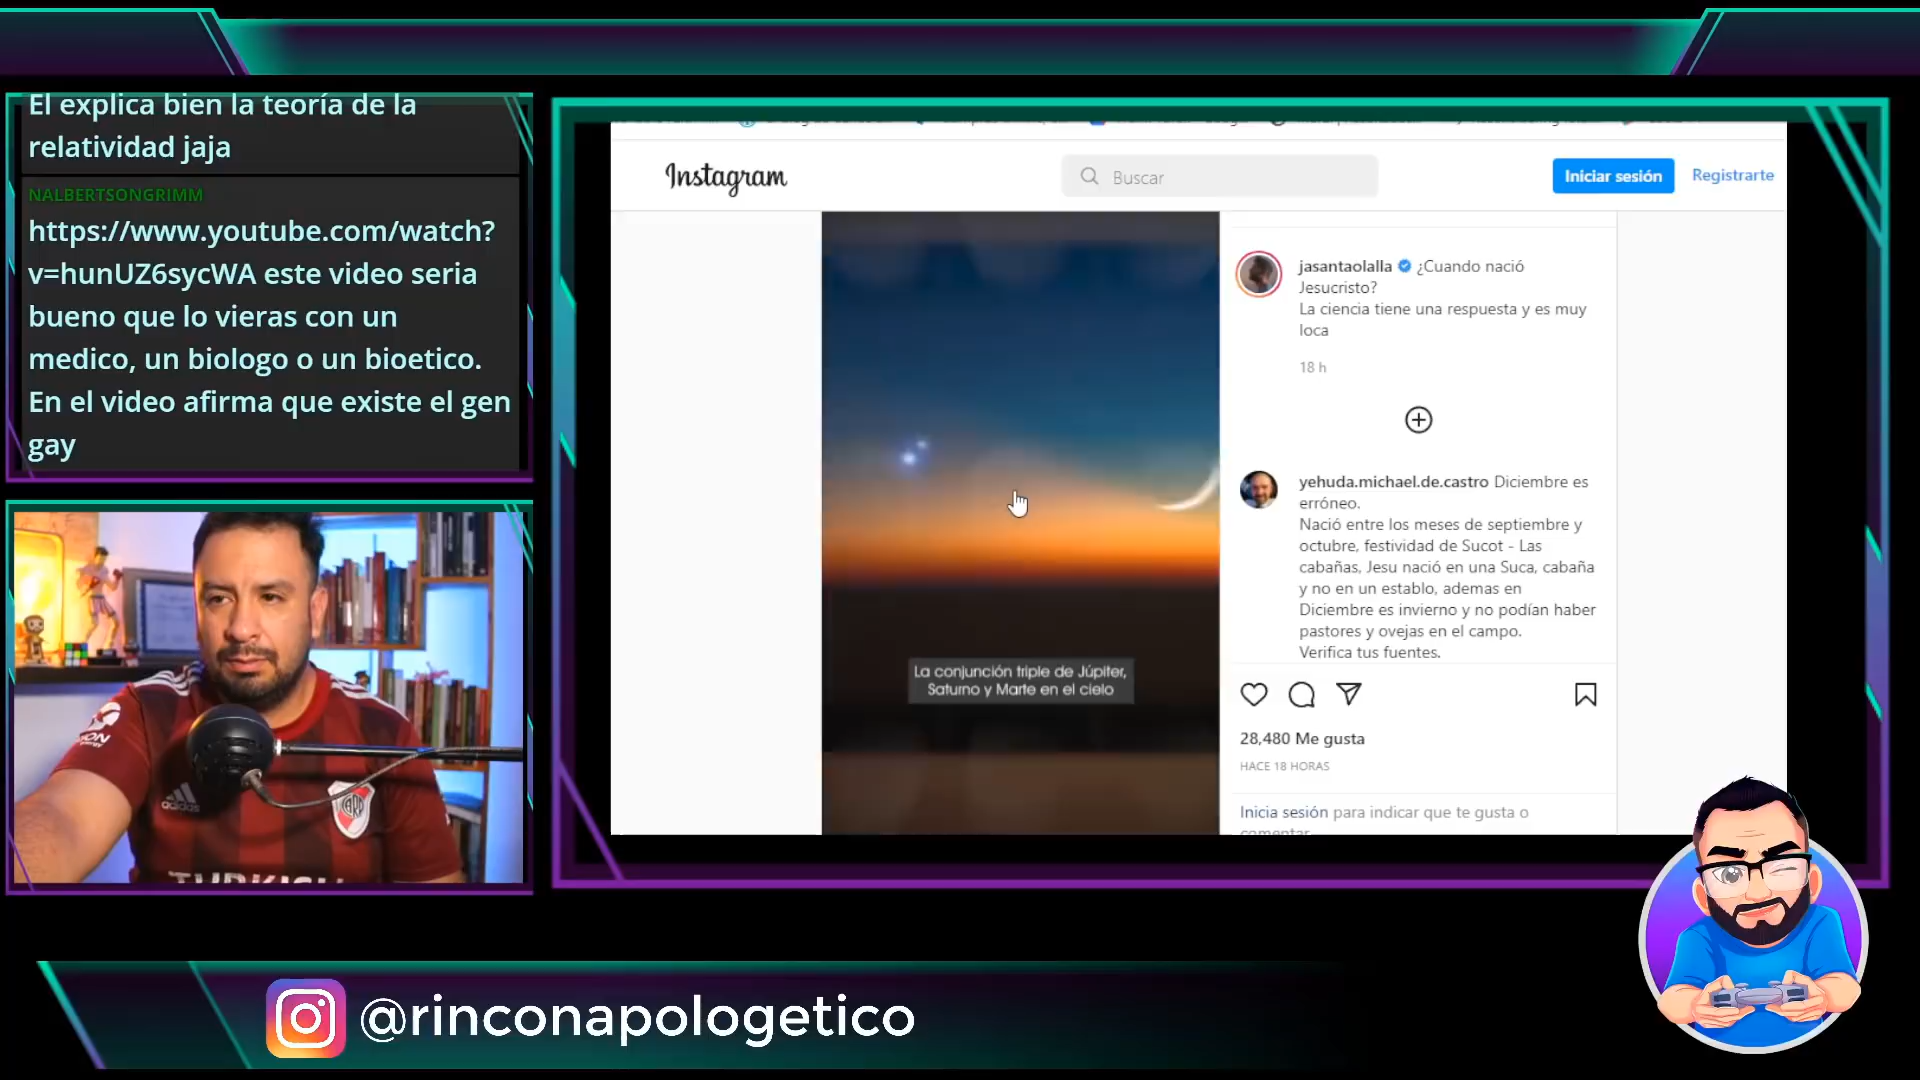 El explica bien la teoría de la
relatividad jaja
NALBERTSONGRIMM
https://www.youtube.com/watch?
v=hunUZ6sycWA este video seria
bueno que lo vieras con un
medico, un biologo o un bioetico.
En el video afirma que existe el gen
gay
Instagram
Buscar
Iniciar sesión
Registrarte
jasantaolalla ¿Cuando nació
Jesucristo?
La ciencia tiene una respuesta y es muy
loca
18 h
yehuda.michael.de.castro Diciembre es
erróneo.
Nació entre los meses de septiembre y
octubre, festividad de Sucot - Las
cabañas, Jesu nació en una Suca, cabaña
y no en un establo, ademas en
Diciembre es invierno y no podían haber
pastores y ovejas en el campo.
Verifica tus fuentes.
La conjunción triple de Júpiter,
Saturno y Marte en el cielo
28,480 Me gusta
HACE 18 HORAS
Inicia sesión para indicar que te gusta o
comentar
adidas
@rinconapologetico